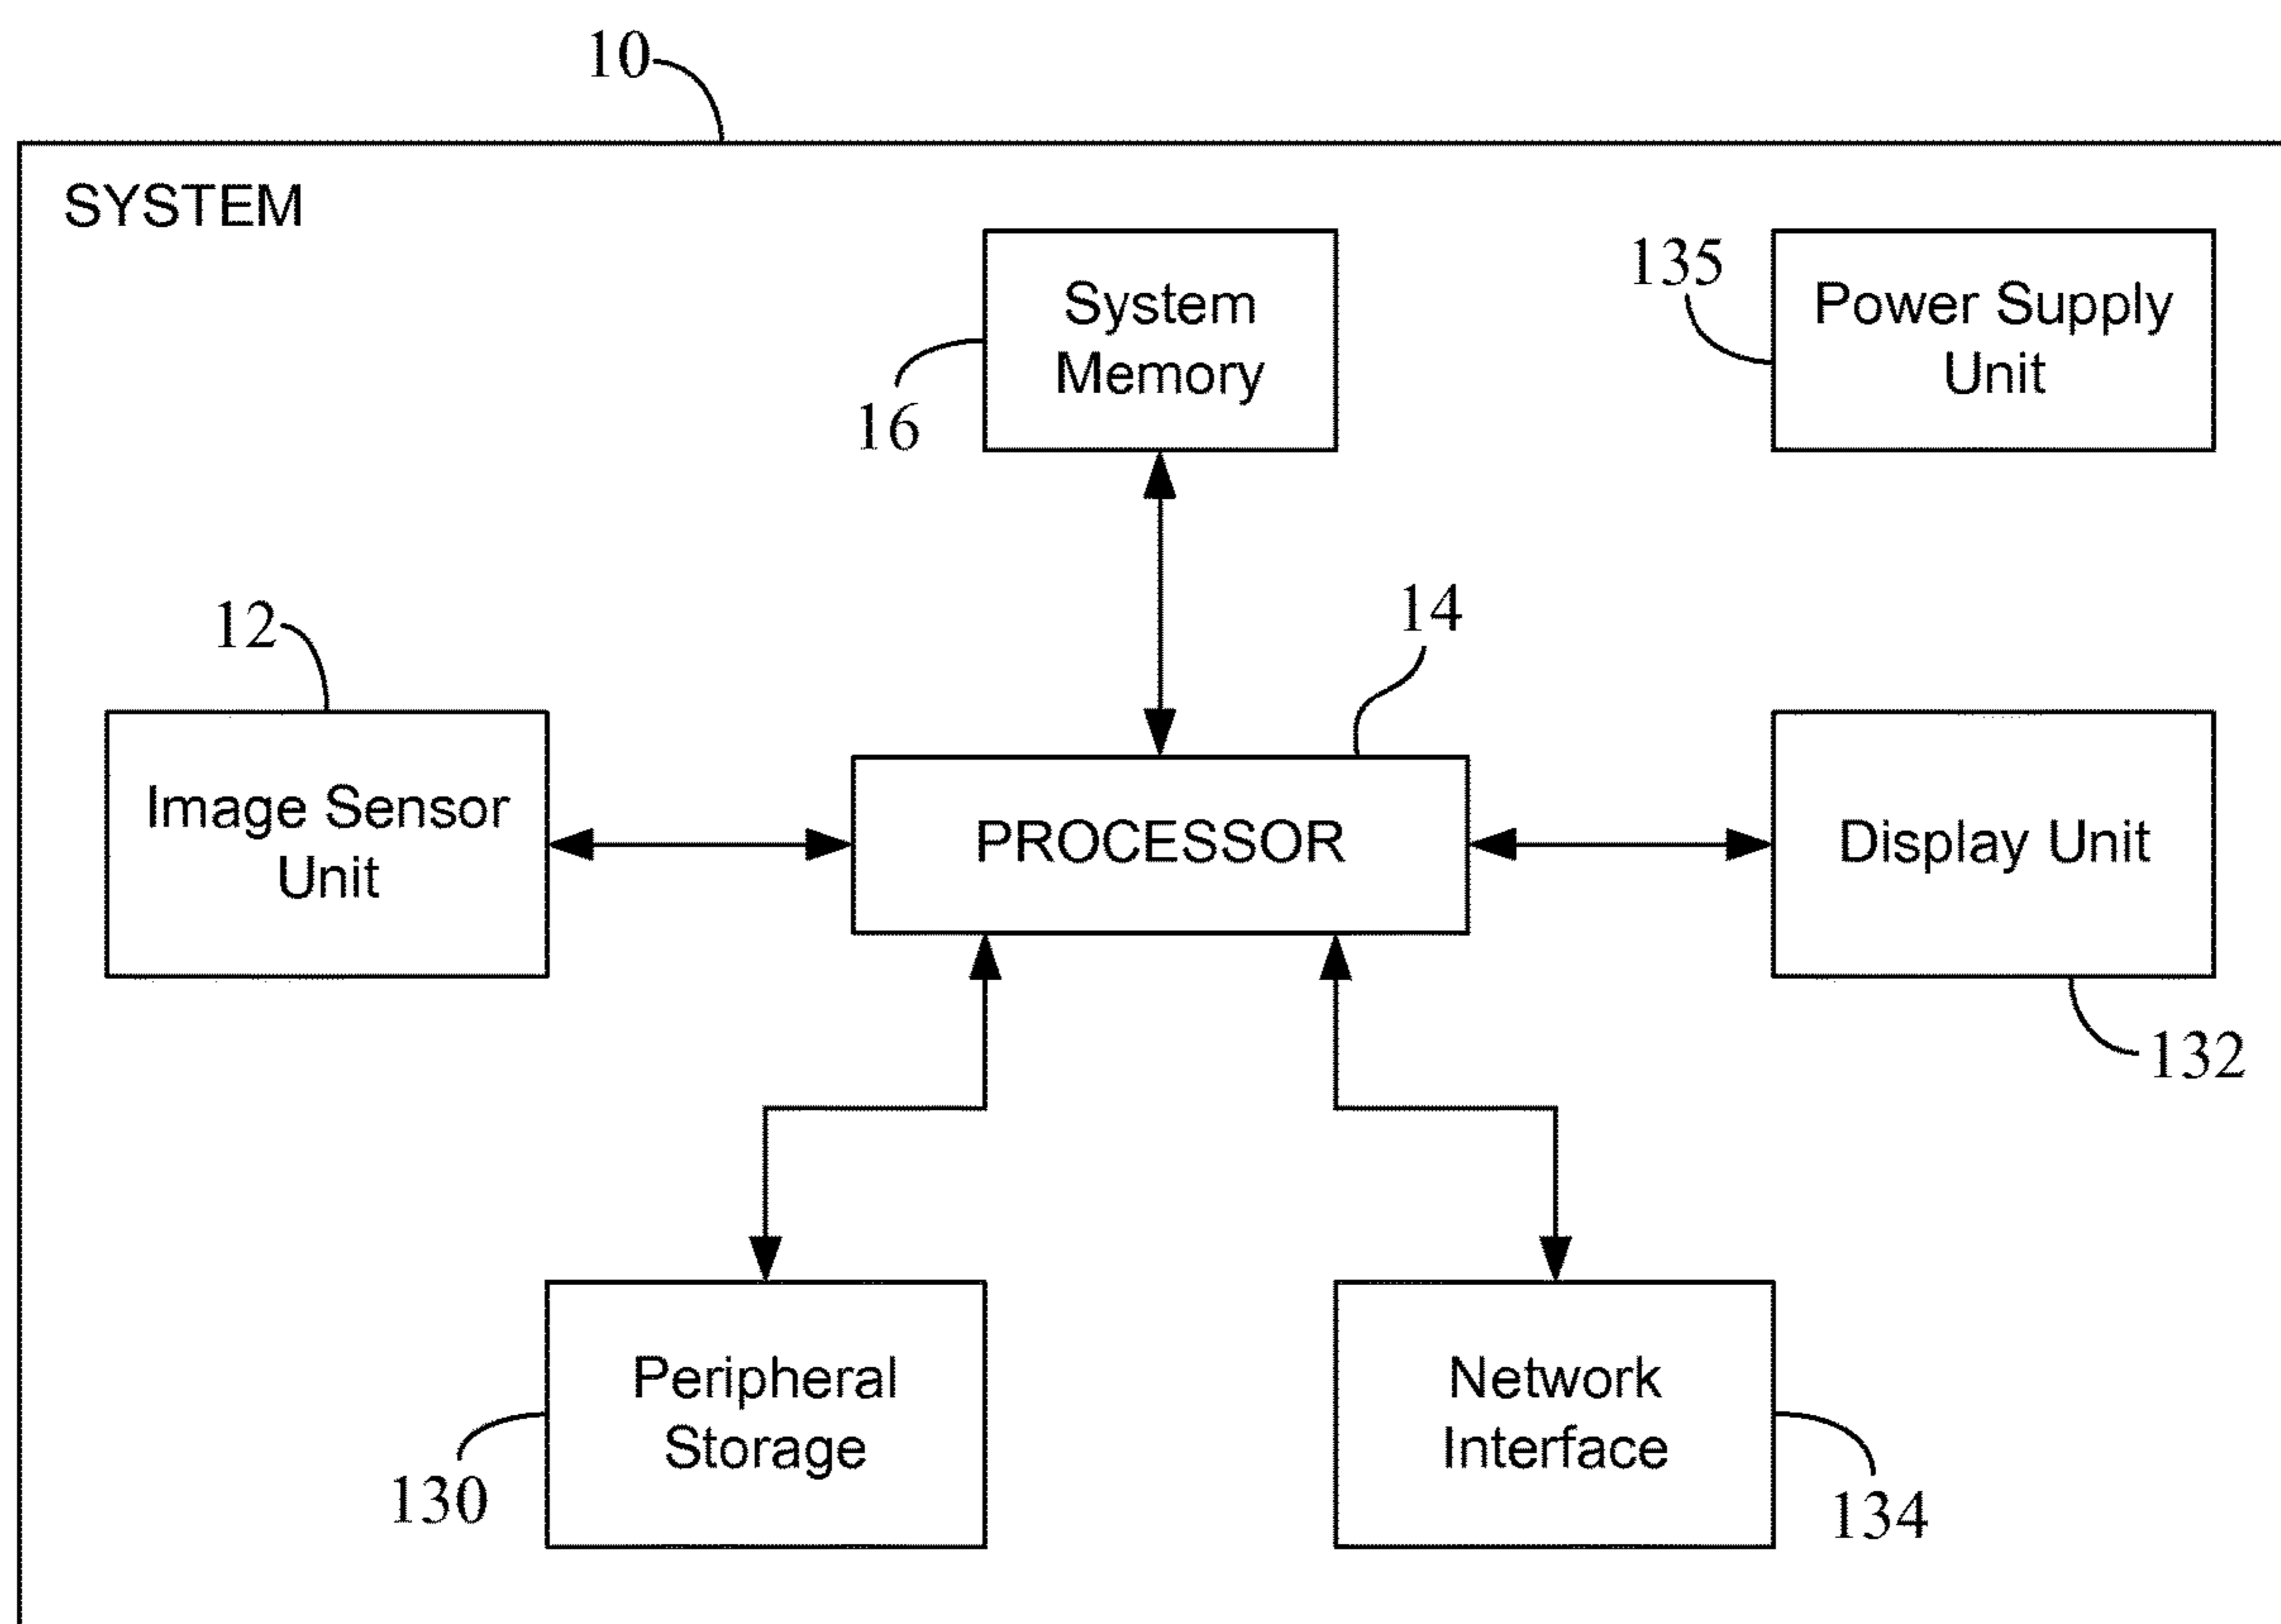 10
SYSTEM
System
Memory
16
135
Power Supply
Unit
12
14
Image Sensor
Unit
PROCESSOR
Display Unit
132
Peripheral
Storage
130
Network
Interface
134